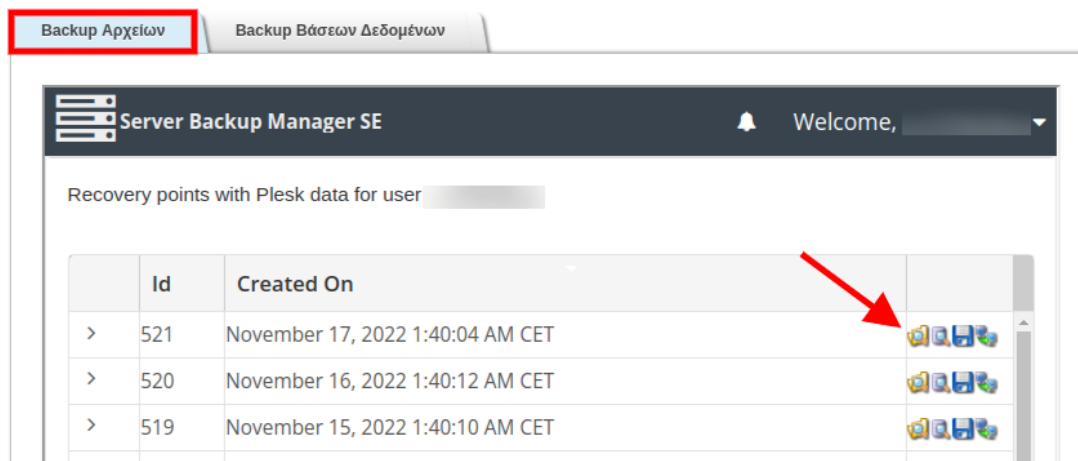 Backup Αρχείων Backup Βάσεων Δεδομένων
Server Backup Manager SE Welcome,
Recovery points with Plesk data for user
Id Created On
521 November 17, 2022 1:40:04 AM CET
520 November 16, 2022 1:40:12 AM CET
519 November 15, 2022 1:40:10 AM CET